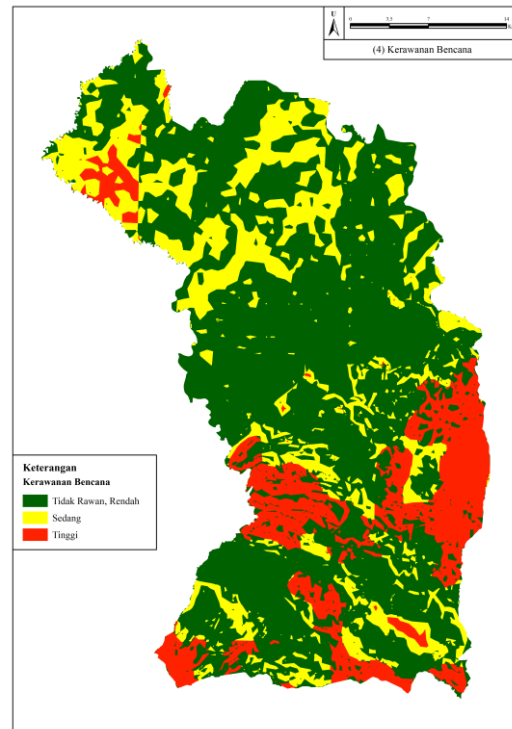 U
0 3,5 7 14
(4) Kerawanan Bencana
Keterangan
Kerawanan Bencana
Tidak Rawan, Rendah
Sedang
Tinggi